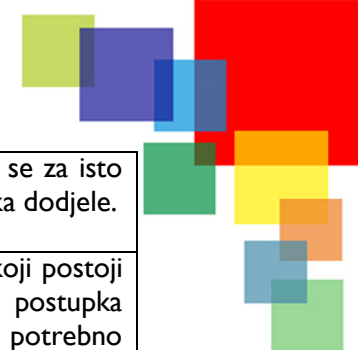 se za isto
ka dodjele.
koji postoji
postupka
potrebno